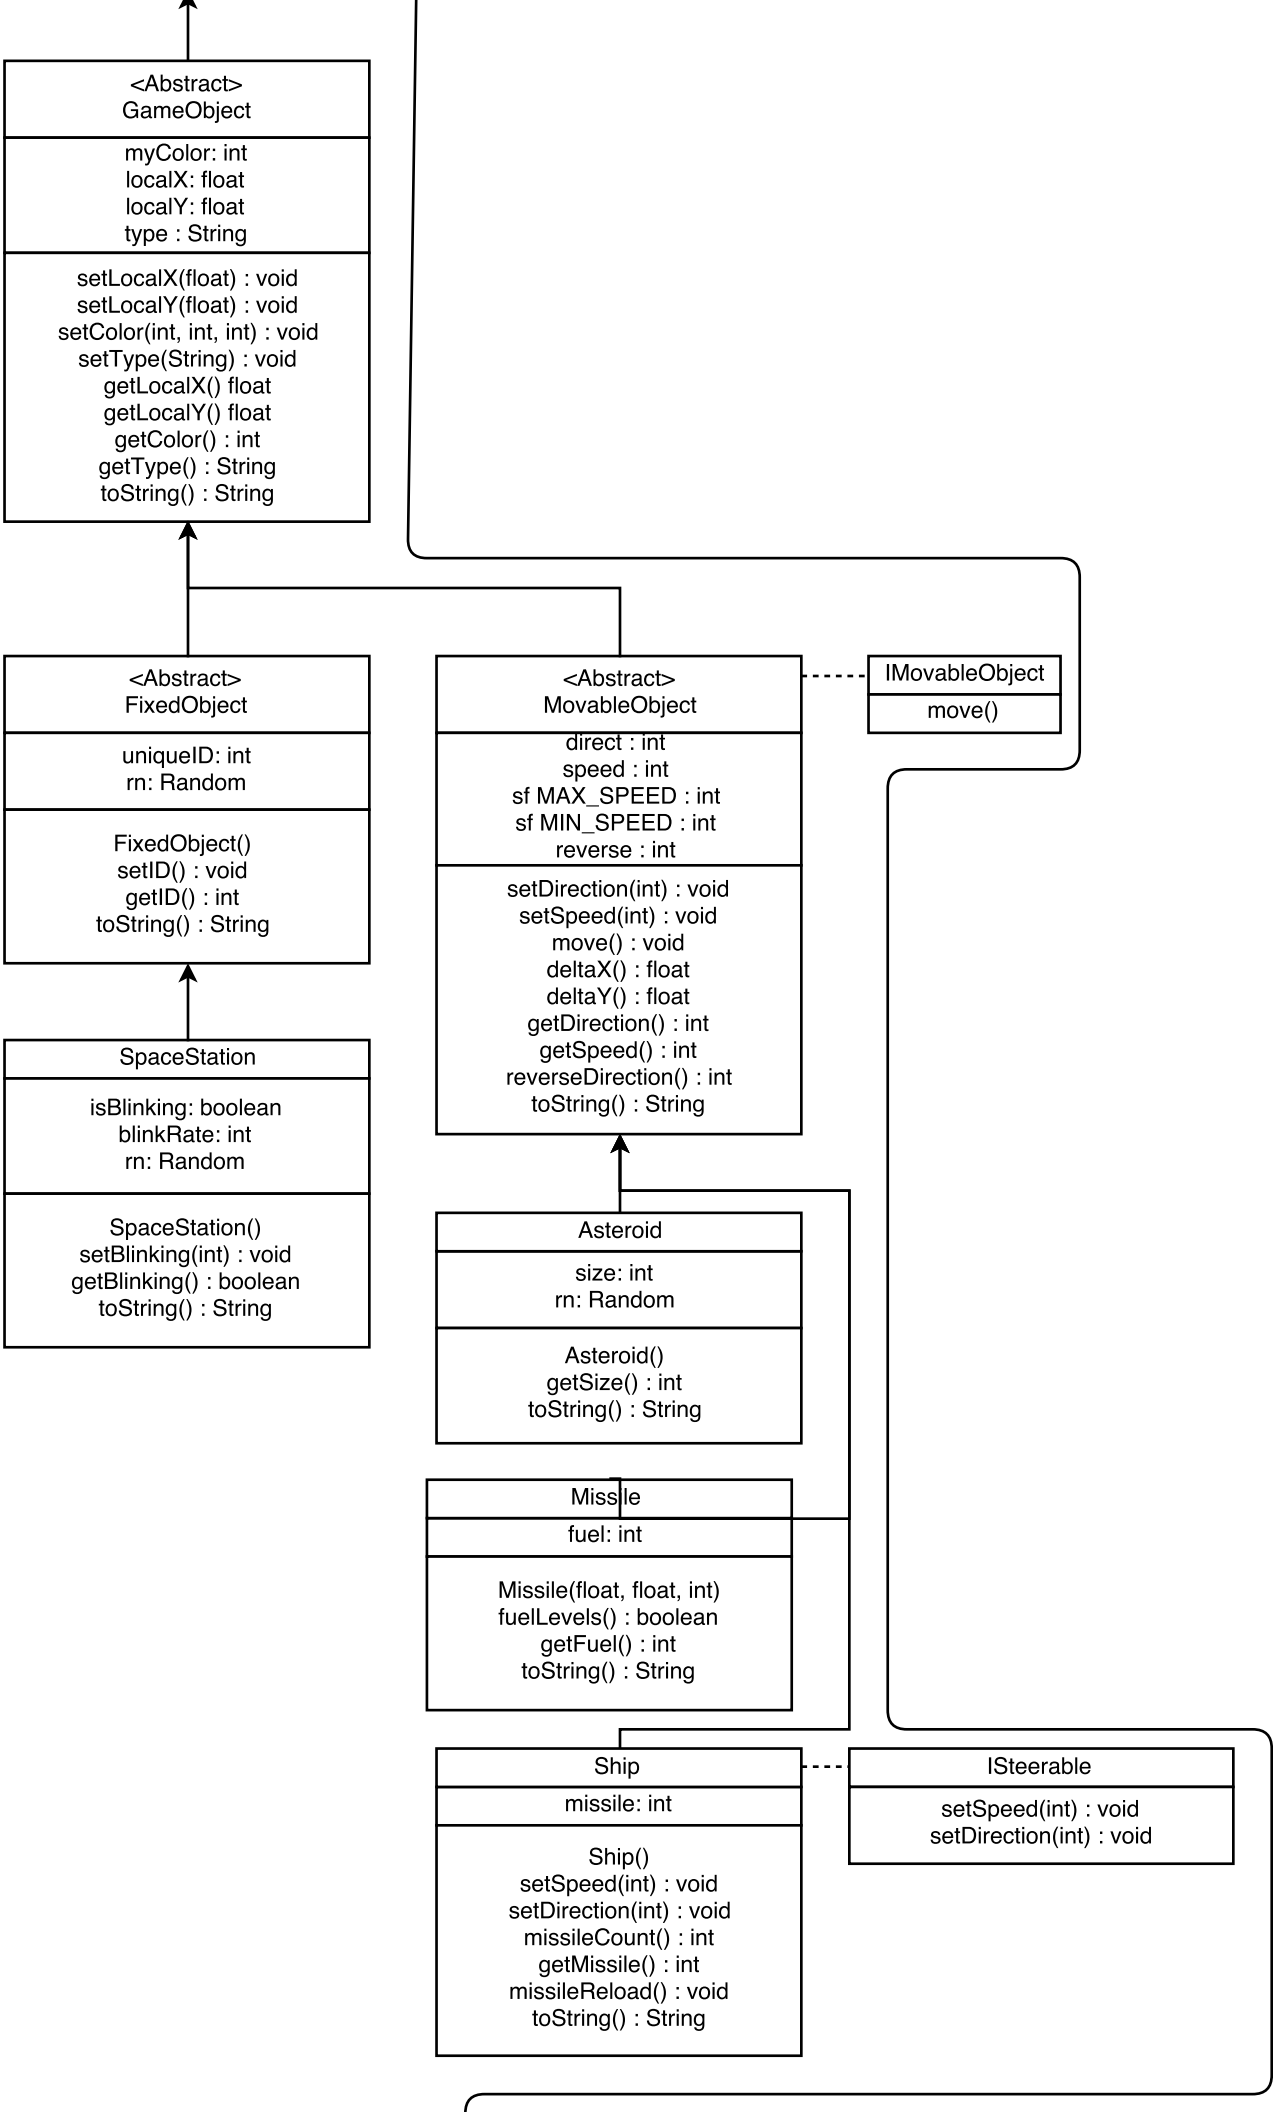 <Abstract>
GameObject
myColor: int
localX: float
localY: float
type : String
setLocalX(float) : void
setLocalY(float) : void
setColor(int, int, int) : void
setType(String) : void
getLocalX() float
getLocalY() float
getColor() : int
getType() : String
toString() : String
<Abstract>
FixedObject
uniqueID: int
rn: Random
FixedObject()
setID() : void
getID() : int
toString() : String
<Abstract>
MovableObject
direct : int
speed : int
sf MAX_SPEED : int
sf MIN_SPEED : int
reverse : int
setDirection(int) : void
setSpeed(int) : void
move() : void
deltaX() : float
deltaY() : float
getDirection() : int
getSpeed() : int
reverseDirection() : int
toString() : String
IMovableObject
move()
SpaceStation
isBlinking: boolean
blinkRate: int
rn: Random
SpaceStation()
setBlinking(int) : void
getBlinking() : boolean
toString() : String
Asteroid
size: int
rn: Random
Asteroid()
getSize() : int
toString() : String
Missile
fuel: int
Missile(float, float, int)
fuelLevels() : boolean
getFuel() : int
toString() : String
Ship
missile: int
Ship()
setSpeed(int) : void
setDirection(int) : void
missileCount() : int
getMissile() : int
missileReload() : void
toString() : String
ISteerable
setSpeed(int) : void
setDirection(int) : void